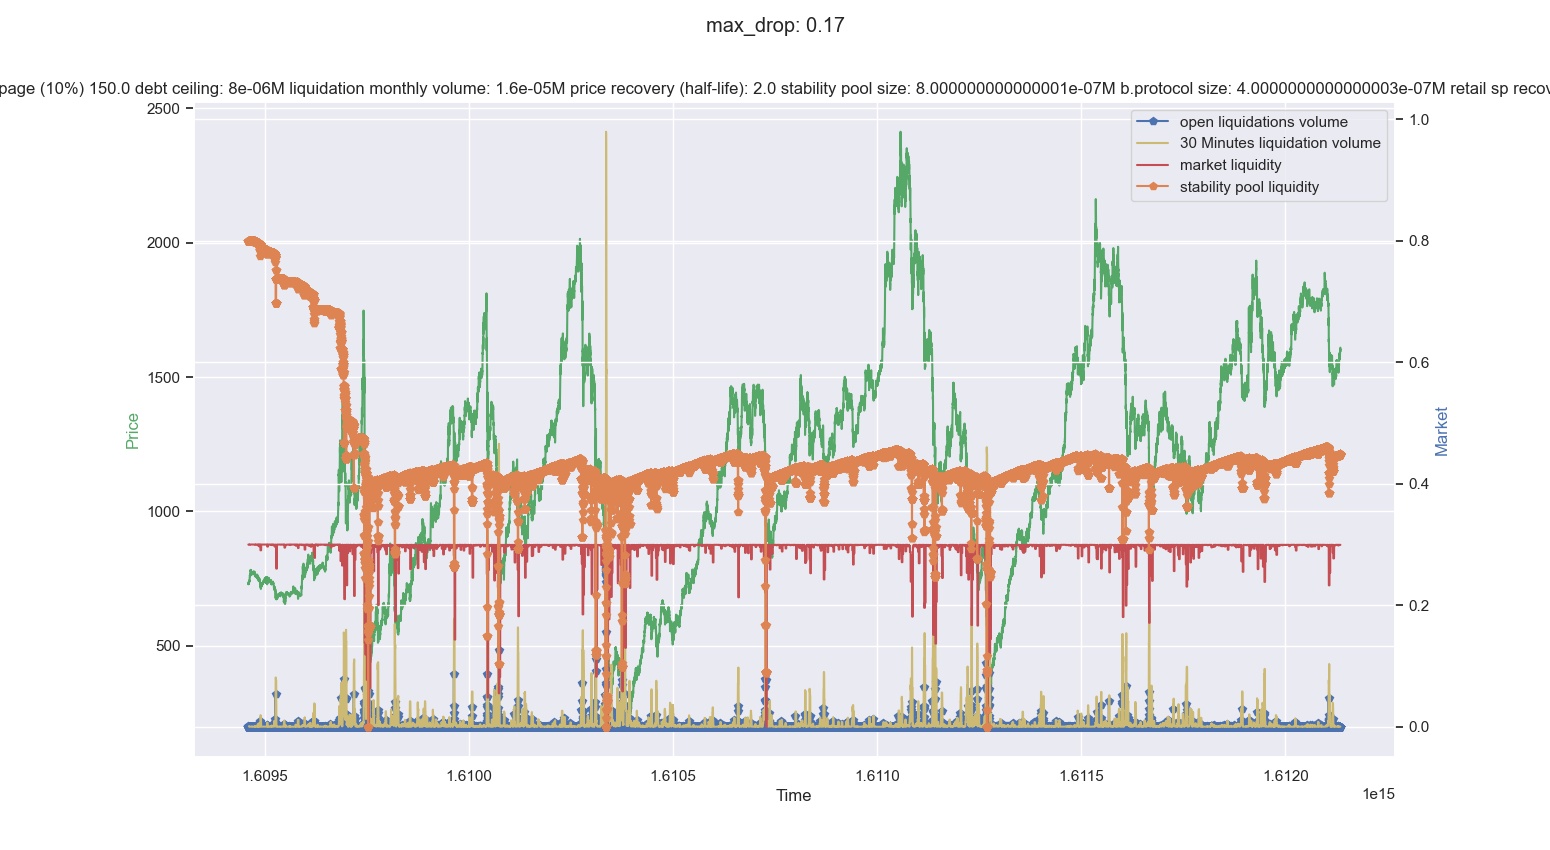 max_drop: 0.17
page (10%) 150.0 debt ceiling: 8e-06M liquidation monthly volume: 1.6e-05M price recovery (half-life): 2.0 stability pool size: 8.000000000000001e-07M b.protocol size: 4.0000000000000003e-07M retail sp recov
open liquidations volume
30 Minutes liquidation volume
market liquidity
stability pool liquidity
2500
2000
1500
1000
500
Price
1.0
0.8
0.6
0.4
0.2
0.0
Market
1.6095 1.6100 1.6105 1.6110 1.6115 1.6120
Time
1e15